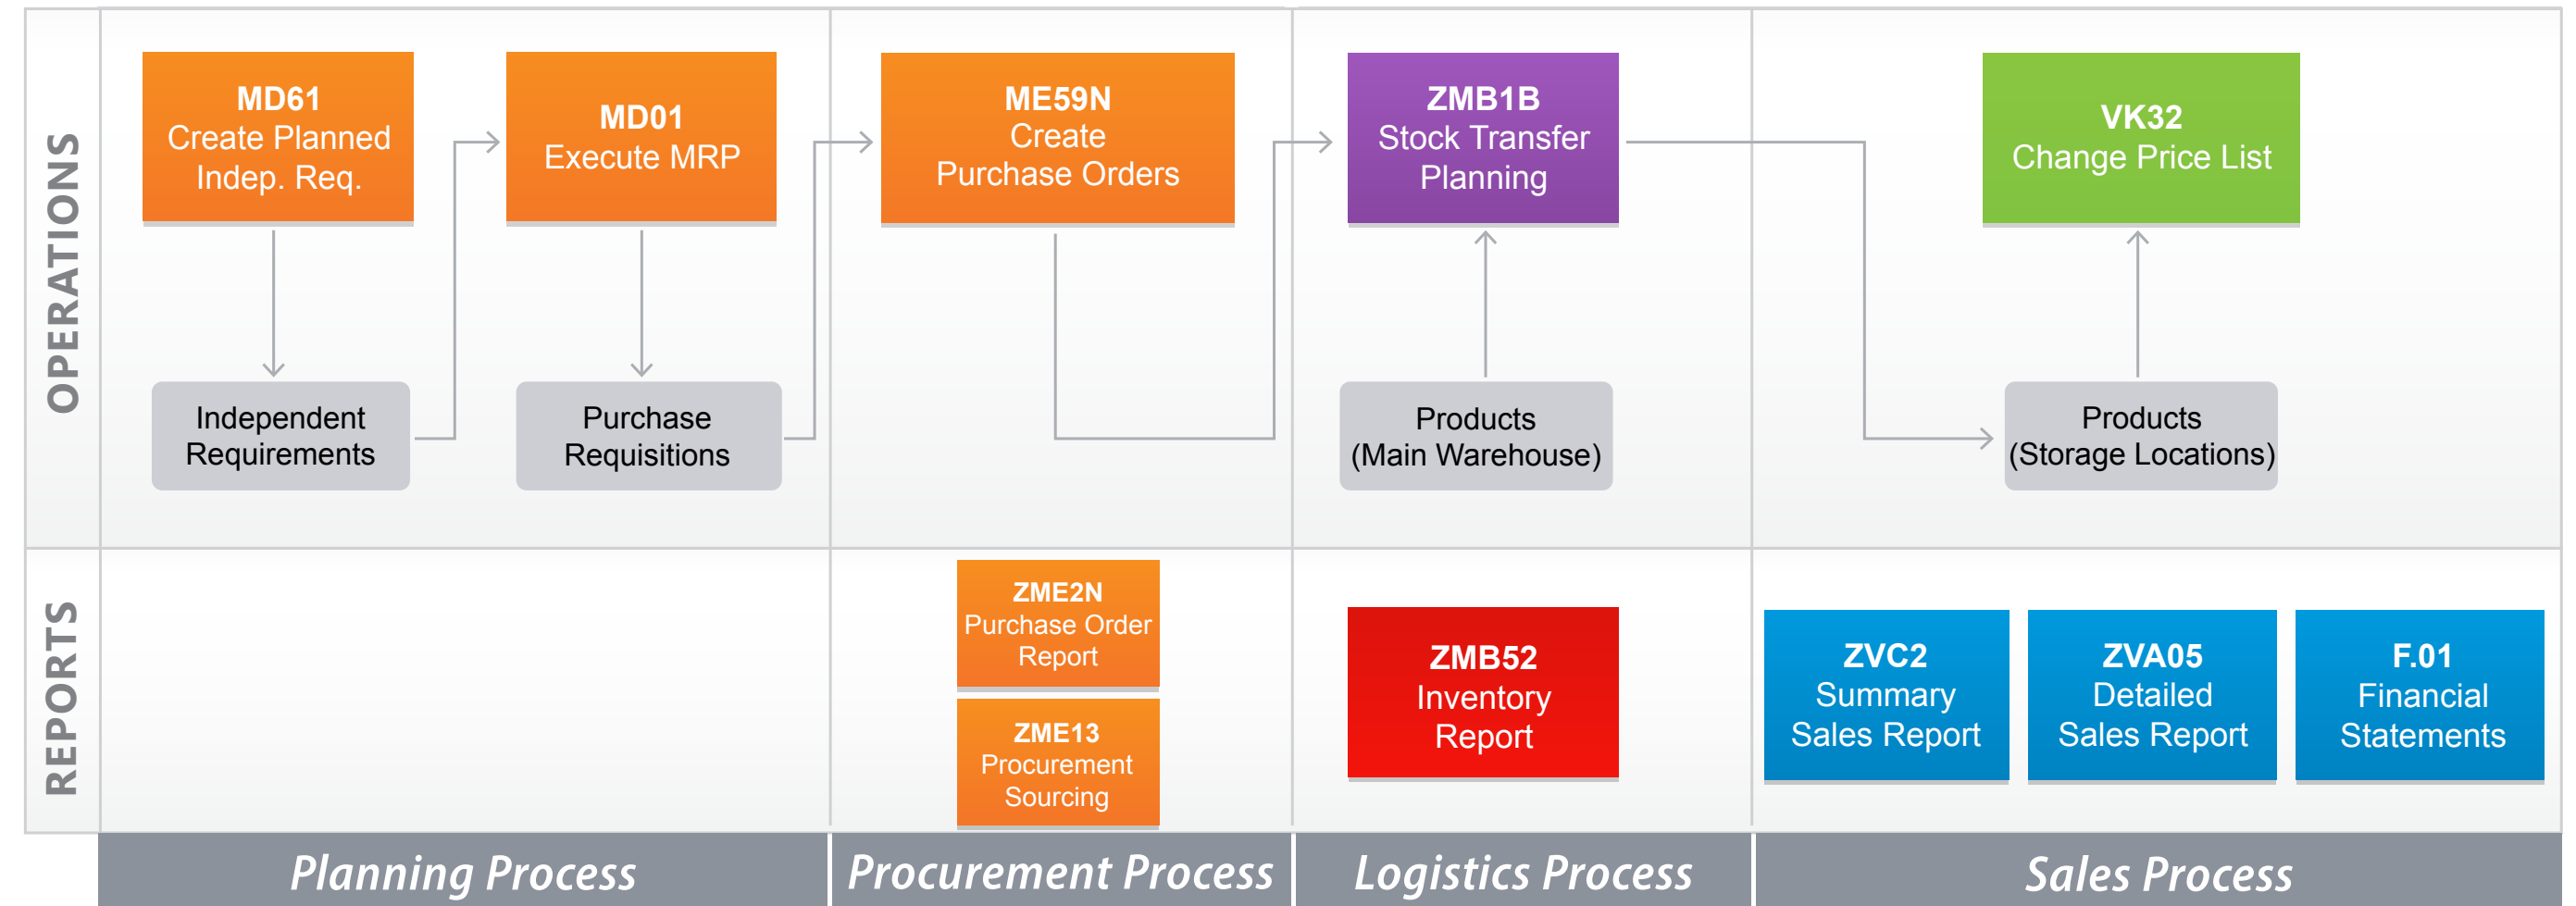 OPERATIONS
MD61
Create Planned
Indep. Req.
MD01
Execute MRP
ME59N
Create
Purchase Orders
ZMB1B
Stock Transfer
Planning
VK32
Change Price List
Independent
Requirements
Purchase
Requisitions
Products
(Main Warehouse)
Products
(Storage Locations)
REPORTS
ZME2N
Purchase Order
Report
ZME13
Procurement
Sourcing
ZMB52
Inventory
Report
ZVC2
Summary
Sales Report
ZVA05
Detailed
Sales Report
F.01
Financial
Statements
Planning Process
Procurement Process
Logistics Process
Sales Process